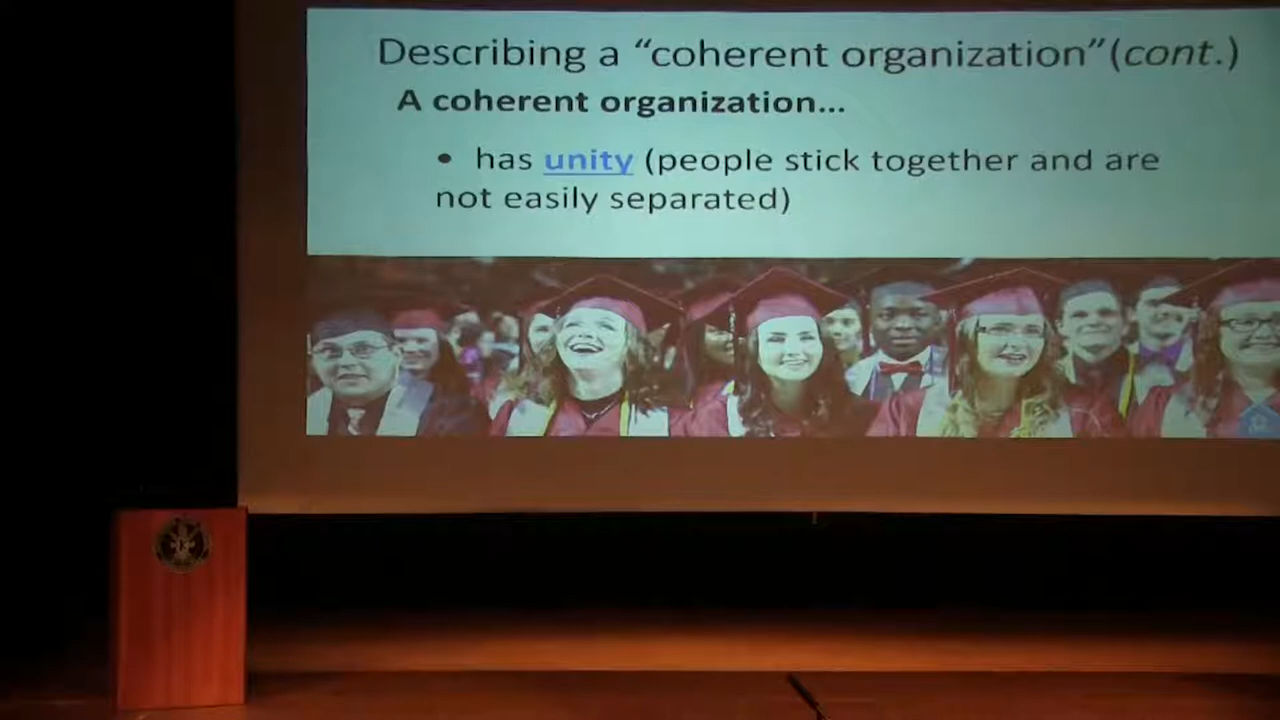 Describing a “coherent organization”(cont.)
A coherent organization...
• has unity (people stick together and are
not easily separated)